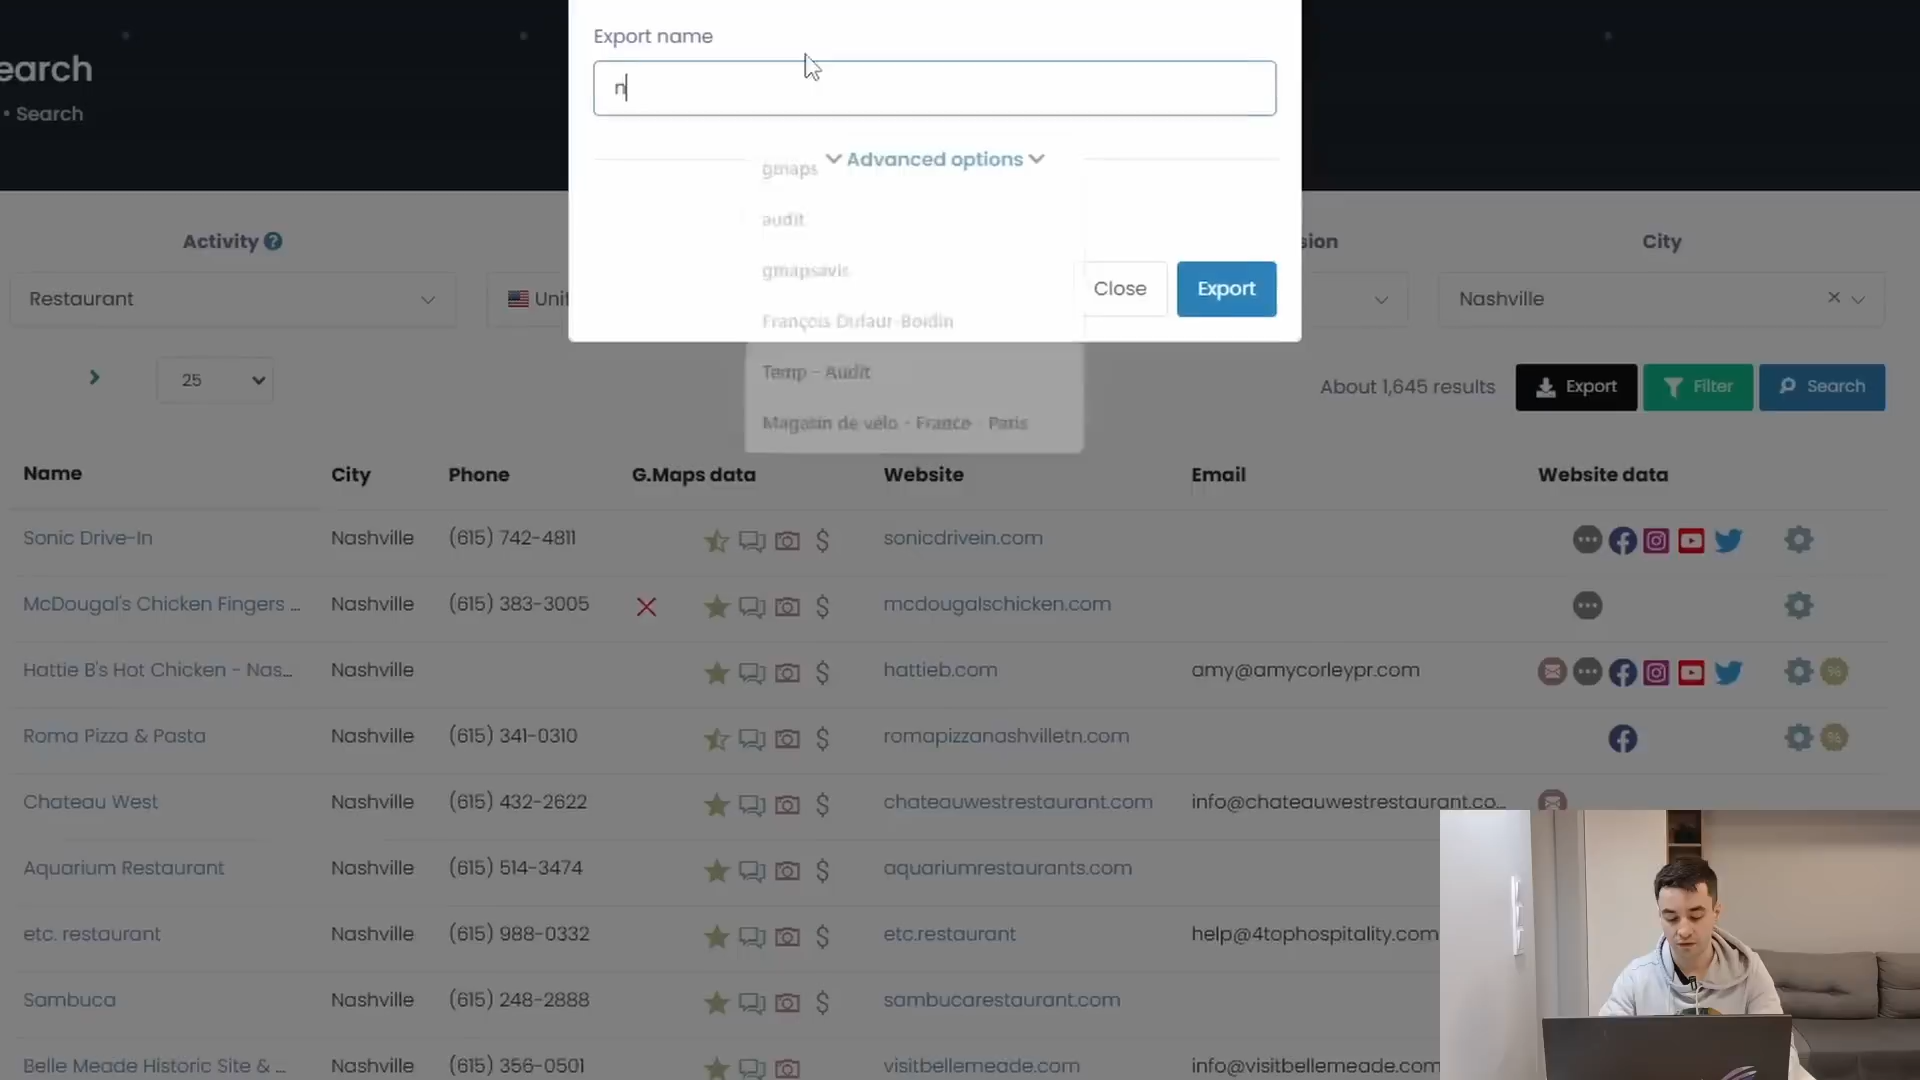 Export name
n
Advanced options
gmaps
audit
gmapsavis
François Dufaur-Boidin
Temp - Audit
Magasin de vélo - France - Paris
Close
Export
earch
• Search
Activity
sion
City
Restaurant
Unit
Nashville
25
About 1,645 results
Export
Filter
Search
Name City Phone G.Maps data Website Email Website data
Sonic Drive-In Nashville (615) 742-4811 sonicdrivein.com
McDougal's Chicken Fingers ... Nashville (615) 383-3005 mcdougalschicken.com
Hattie B's Hot Chicken - Nas... Nashville hattieb.com amy@amycorleypr.com
Roma Pizza & Pasta Nashville (615) 341-0310 romapizzanashvilletn.com
Chateau West Nashville (615) 432-2622 chateauwestrestaurant.com info@chateauwestrestaurant.co...
Aquarium Restaurant Nashville (615) 514-3474 aquariumrestaurants.com
etc. restaurant Nashville (615) 988-0332 etc.restaurant help@4tophospitality.com
Sambuca Nashville (615) 248-2888 sambucarestaurant.com
Belle Meade Historic Site & ... Nashville (615) 356-0501 visitbellemeade.com info@visitbellemeade.com